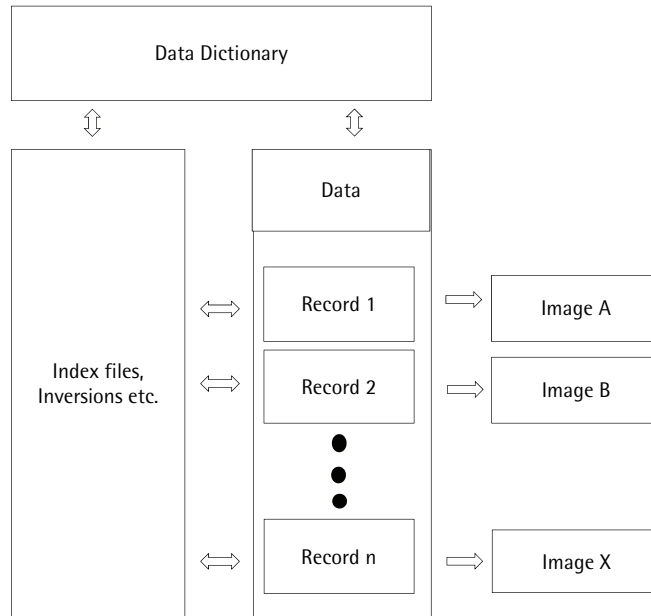 Data Dictionary
Data
Record 1
Image A
Index files,
Inversions etc.
Record 2
Image B
Record n
Image X